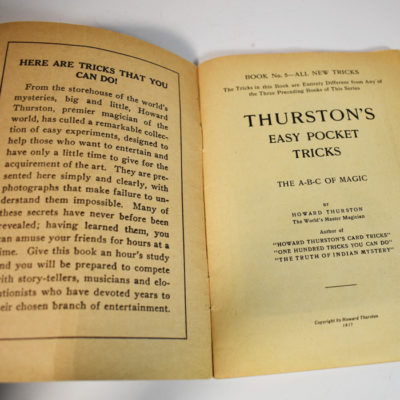 HERE ARE TRICKS THAT YOU
CAN DO!
From the storehouse of the world's
mysteries, big and little, Howard
Thurston, premier magician of the
world, has culled a remarkable collec-
tion of easy experiments, designed to
help those who want to entertain and
have only a little time to give for the
acquirement of the art. They are pre-
sented here simply and clearly, with
photographs that make failure to un-
derstand them impossible. Many of
these secrets have never before been
revealed; having learned them, you
can amuse your friends for hours at a
time. Give this book an hour's study
and you will be prepared to compete
with story-tellers, musicians and elo-
utionists who have devoted years to
their chosen branch of entertainment.
BOOK No. 5—ALL NEW TRICKS
The Tricks in this Book are Entirely Different from Any of
the Three Preceding Books of This Series
THURSTON'S
EASY POCKET
TRICKS
THE A-B-C OF MAGIC
BY
HOWARD THURSTON
The World's Master Magician
Author of
"HOWARD THURSTON'S CARD TRICKS"
"ONE HUNDRED TRICKS YOU CAN DO"
"THE TRUTH OF INDIAN MYSTERY"
Copyright by Howard Thurston
1917